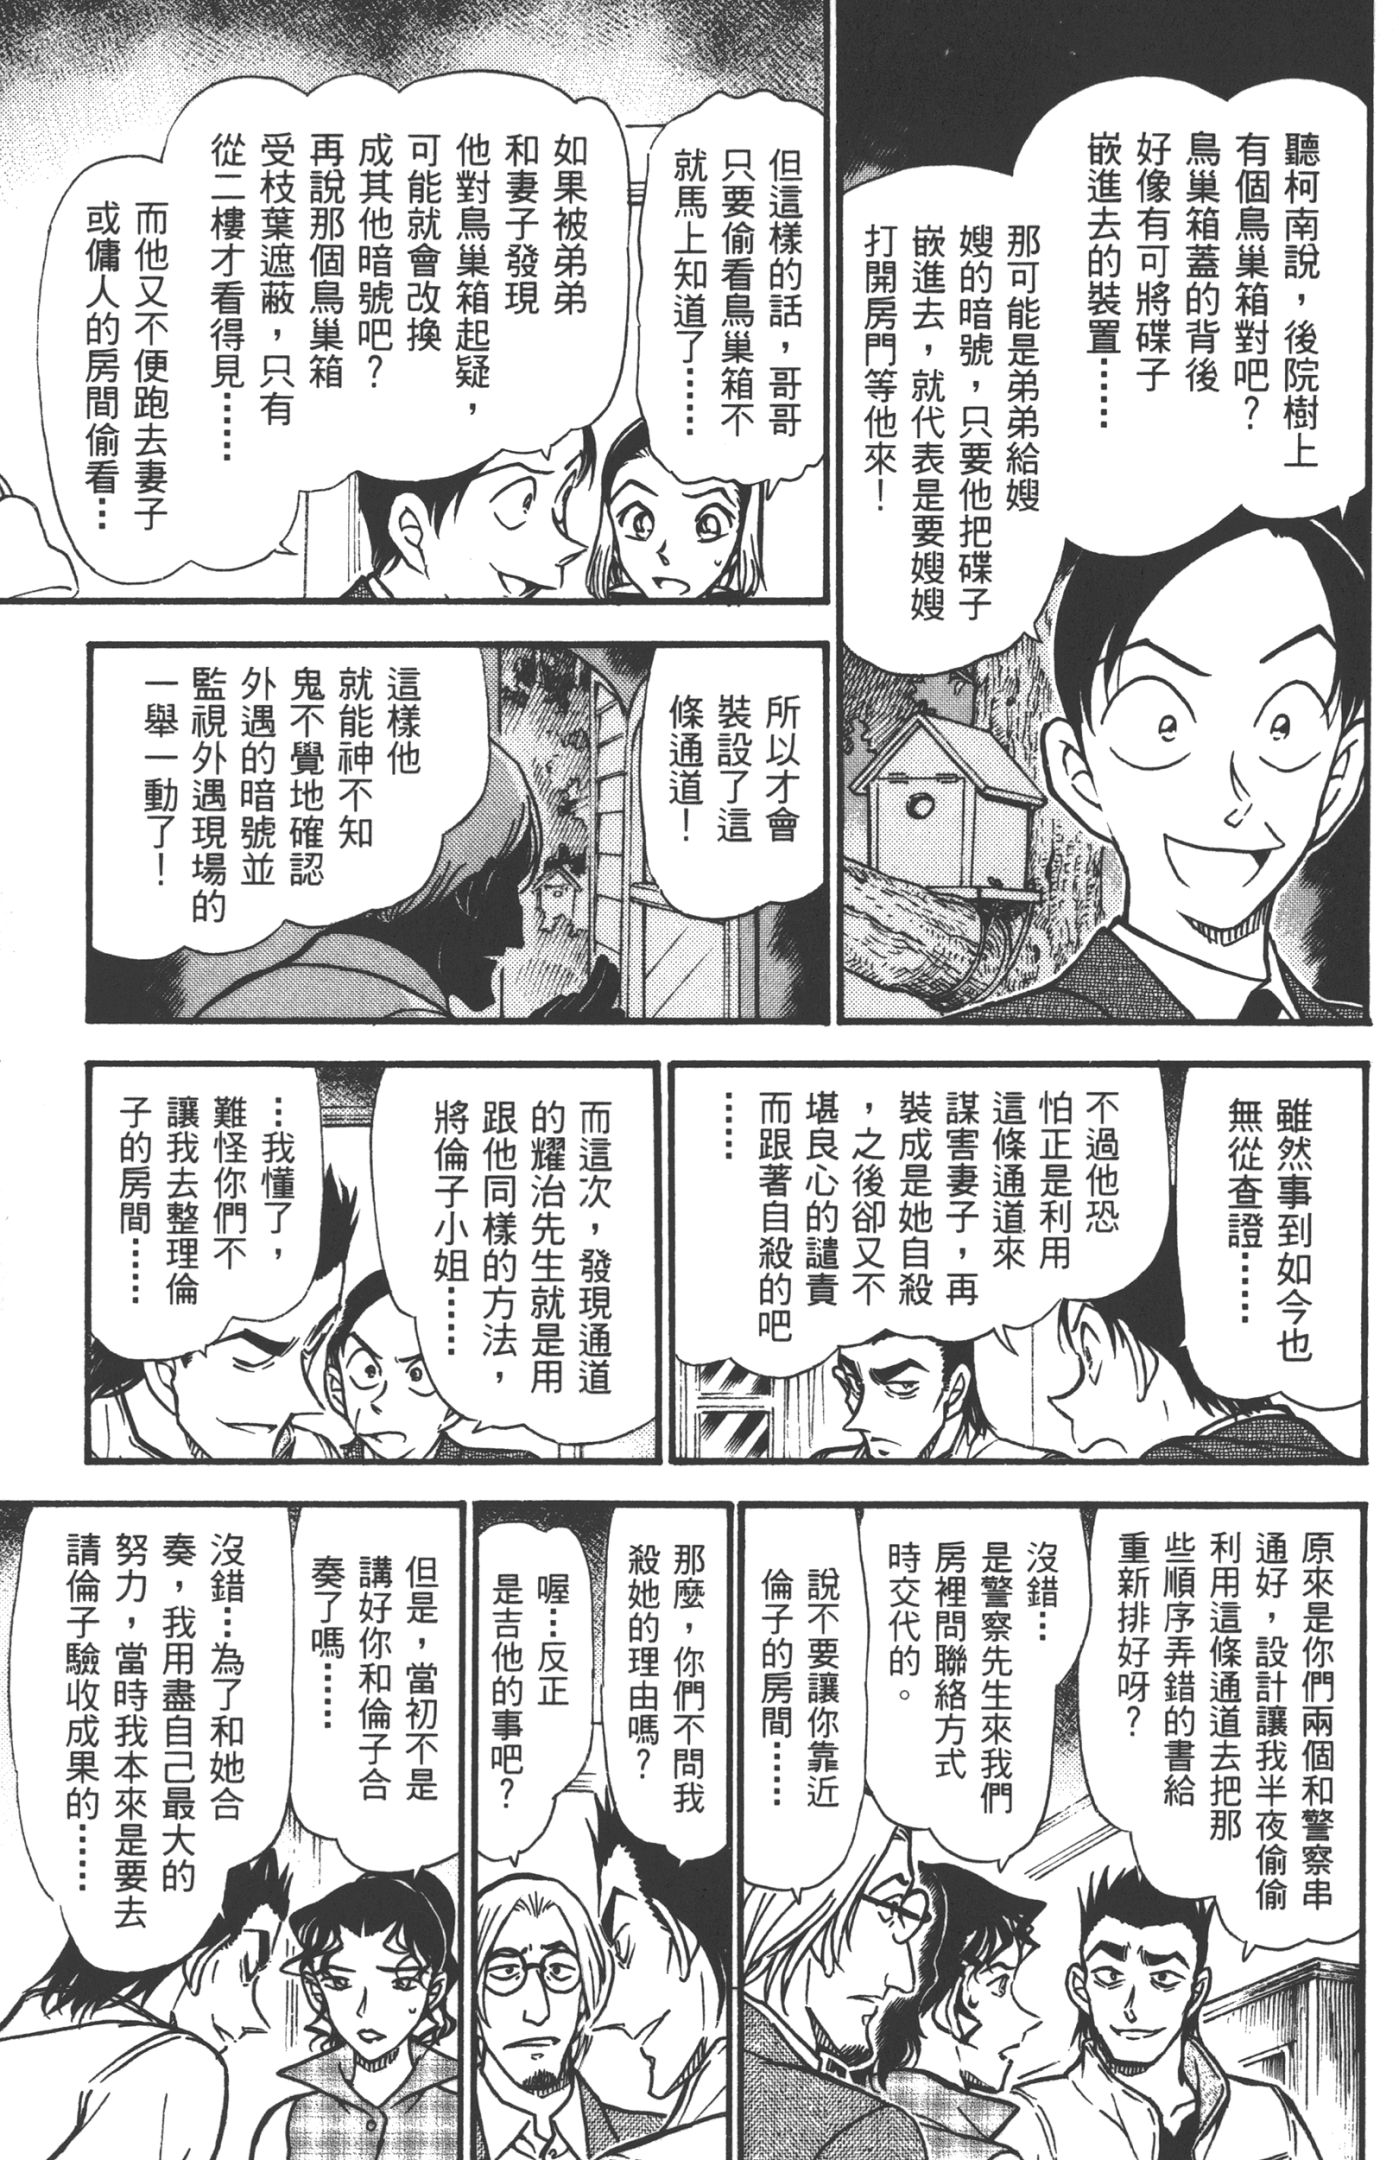 聽柯南說，後院樹上
有個鳥巢箱對吧？
鳥巢箱蓋的背後
好像有可將碟子
嵌進去的裝置……
那可能是弟弟給嫂
嫂的暗號，只要他把碟子
嵌進去，就代表是要嫂嫂
打開房門等他來！
但這樣的話，哥哥
只要偷看鳥巢箱不
就馬上知道了……
如果被弟弟
和妻子發現
他對鳥巢箱起疑，
可能就會改換
成其他暗號吧？
再說那個鳥巢箱
受枝葉遮蔽，只有
從二樓才看得見……
而他又不便跑去妻子
或傭人的房間偷看…
所以才會
裝設了這
條通道！
這樣他
就能神不知
鬼不覺地確認
外遇的暗號並
監視外遇現場的
一舉一動了！
雖然事到如今也
無從查證……
不過他恐
怕正是利用
這條通道來
謀害妻子，再
裝成是她自殺
，之後卻又不
堪良心的譴責
而跟著自殺的吧
……
而這次，發現通道
的耀治先生就是用
跟他同樣的方法，
將倫子小姐……
…我懂了，
難怪你們不
讓我去整理倫
子的房間……
原來是你們兩個和警察串
通好，設計讓我半夜偷偷
利用這條通道去把那
些順序弄錯的書給
重新排好呀？
沒錯…
是警察先生來我們
房裡問聯絡方式
時交代的。
說不要讓你靠近
倫子的房間……
那麼，你們不問我
殺她的理由嗎？
喔…反正
是吉他的事吧？
但是，當初不是
講好你和倫子合
奏了嗎……
沒錯…為了和她合
奏，我用盡自己最大的
努力，當時我本來是要去
請倫子驗收成果的……